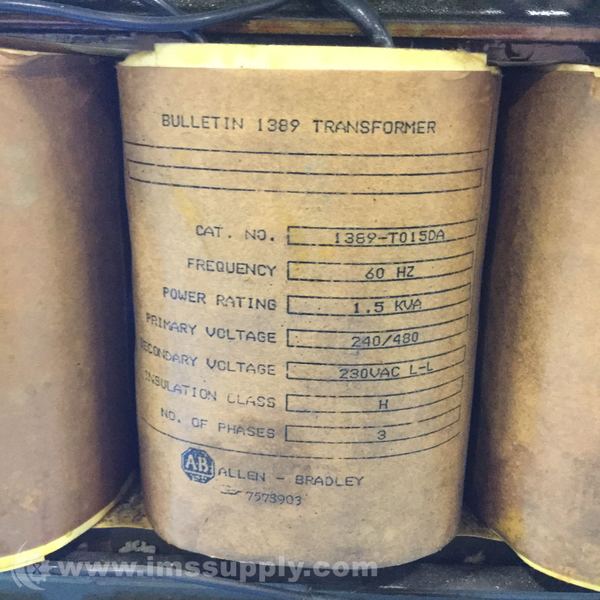 BULLETIN 1389 TRANSFORMER
CAT. NO. 1389-T015DA
FREQUENCY 60 HZ
POWER RATING 1.5 KVA
PRIMARY VOLTAGE 240/480
SECONDARY VOLTAGE 230VAC L-L
INSULATION CLASS H
NO. OF PHASES 3
AB ALLEN - BRADLEY
7573903
www.imssupply.com